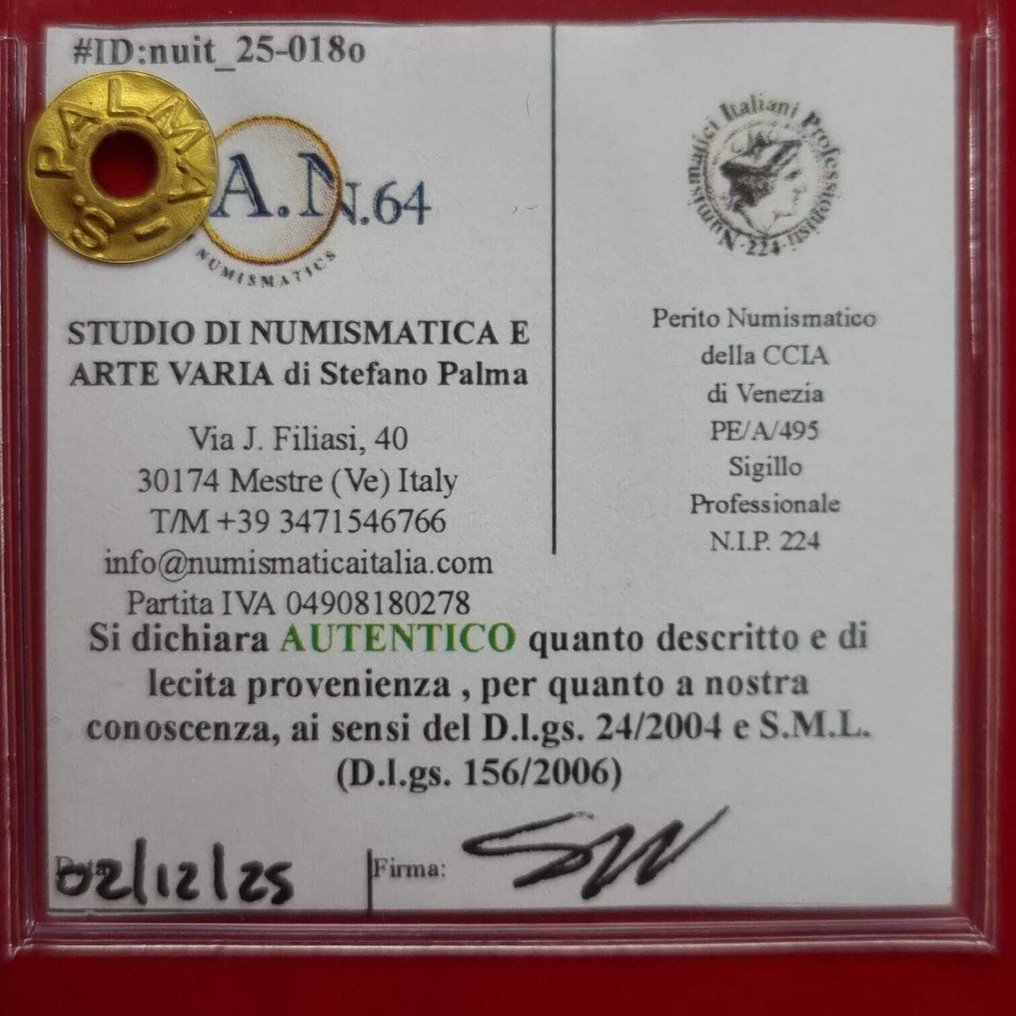 #ID:nuit_25-018o
PALMA S.
A.N.64
NUMISMATICS
STUDIO DI NUMISMATICA E
ARTE VARIA di Stefano Palma
Via J. Filiasi, 40
30174 Mestre (Ve) Italy
T/M +39 3471546766
info@numismaticaitalia.com
Partita IVA 04908180278
Numismatici Italiani Professionisti
·224·
Perito Numismatico
della CCIA
di Venezia
PE/A/495
Sigillo
Professionale
N.I.P. 224
Si dichiara AUTENTICO quanto descritto e di
lecita provenienza , per quanto a nostra
conoscenza, ai sensi del D.l.gs. 24/2004 e S.M.L.
(D.l.gs. 156/2006)
Data: 02/12/25
Firma: